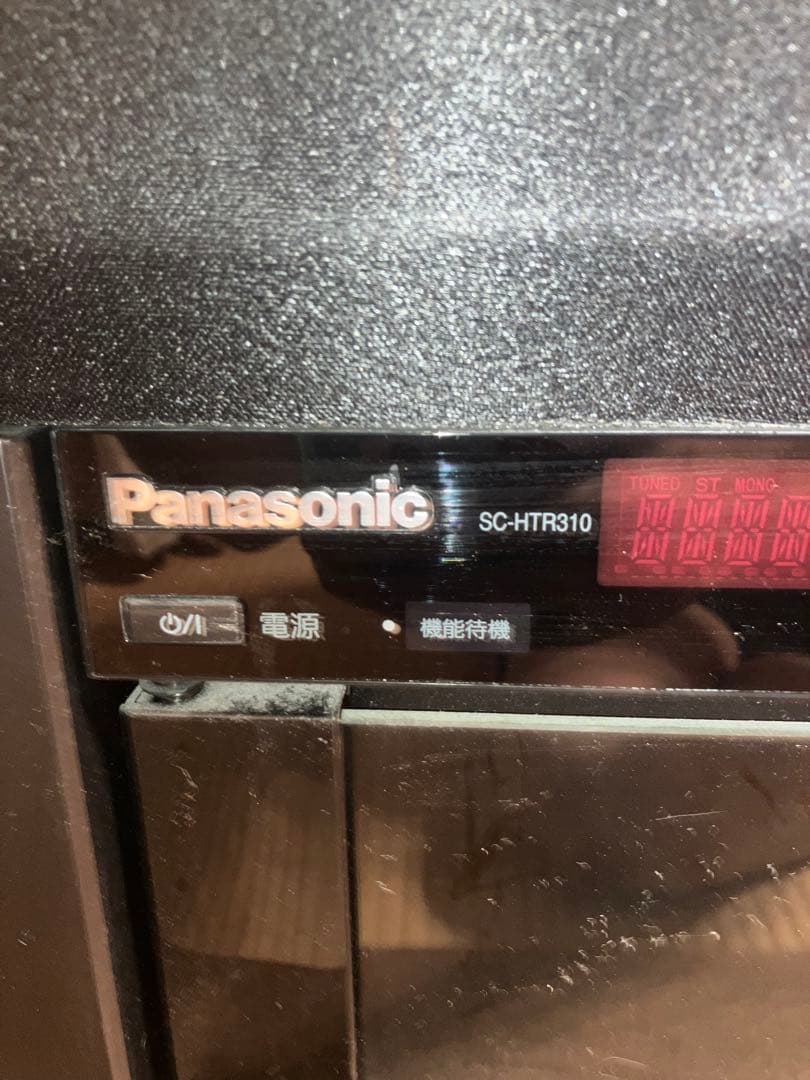 Panasonic
SC-HTR310
TUNED ST MONO
⏻/I
電源
機能待機